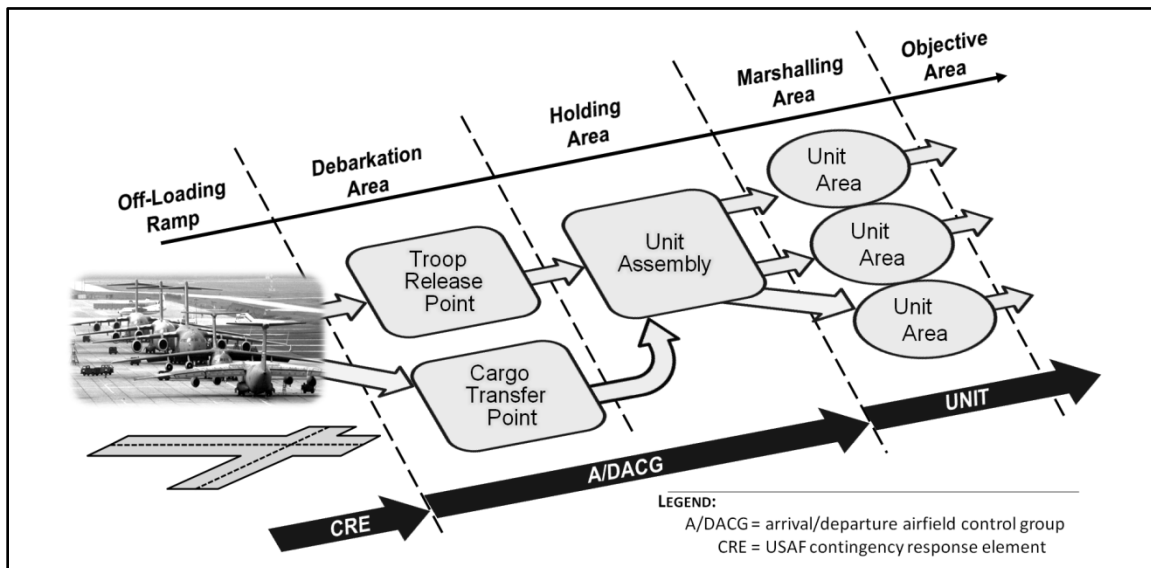 Off-Loading
Ramp
Debarkation
Area
Holding
Area
Marshalling
Area
Objective
Area
Troop
Release
Point
Cargo
Transfer
Point
Unit
Assembly
Unit
Area
Unit
Area
Unit
Area
CRE
A/DACG
UNIT
LEGEND:
A/DACG = arrival/departure airfield control group
CRE = USAF contingency response element